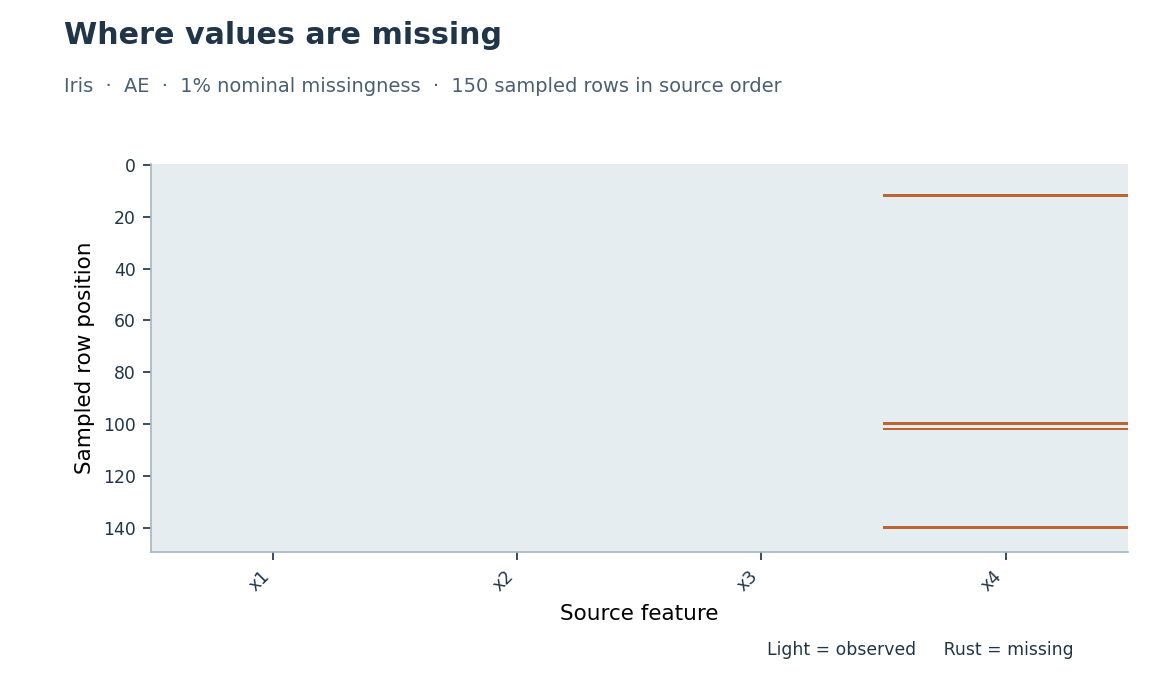 Where values are missing
Iris · AE · 1% nominal missingness · 150 sampled rows in source order
Sampled row position
0
20
40
60
80
100
120
140
x1
x2
x3
x4
Source feature
Light = observed Rust = missing